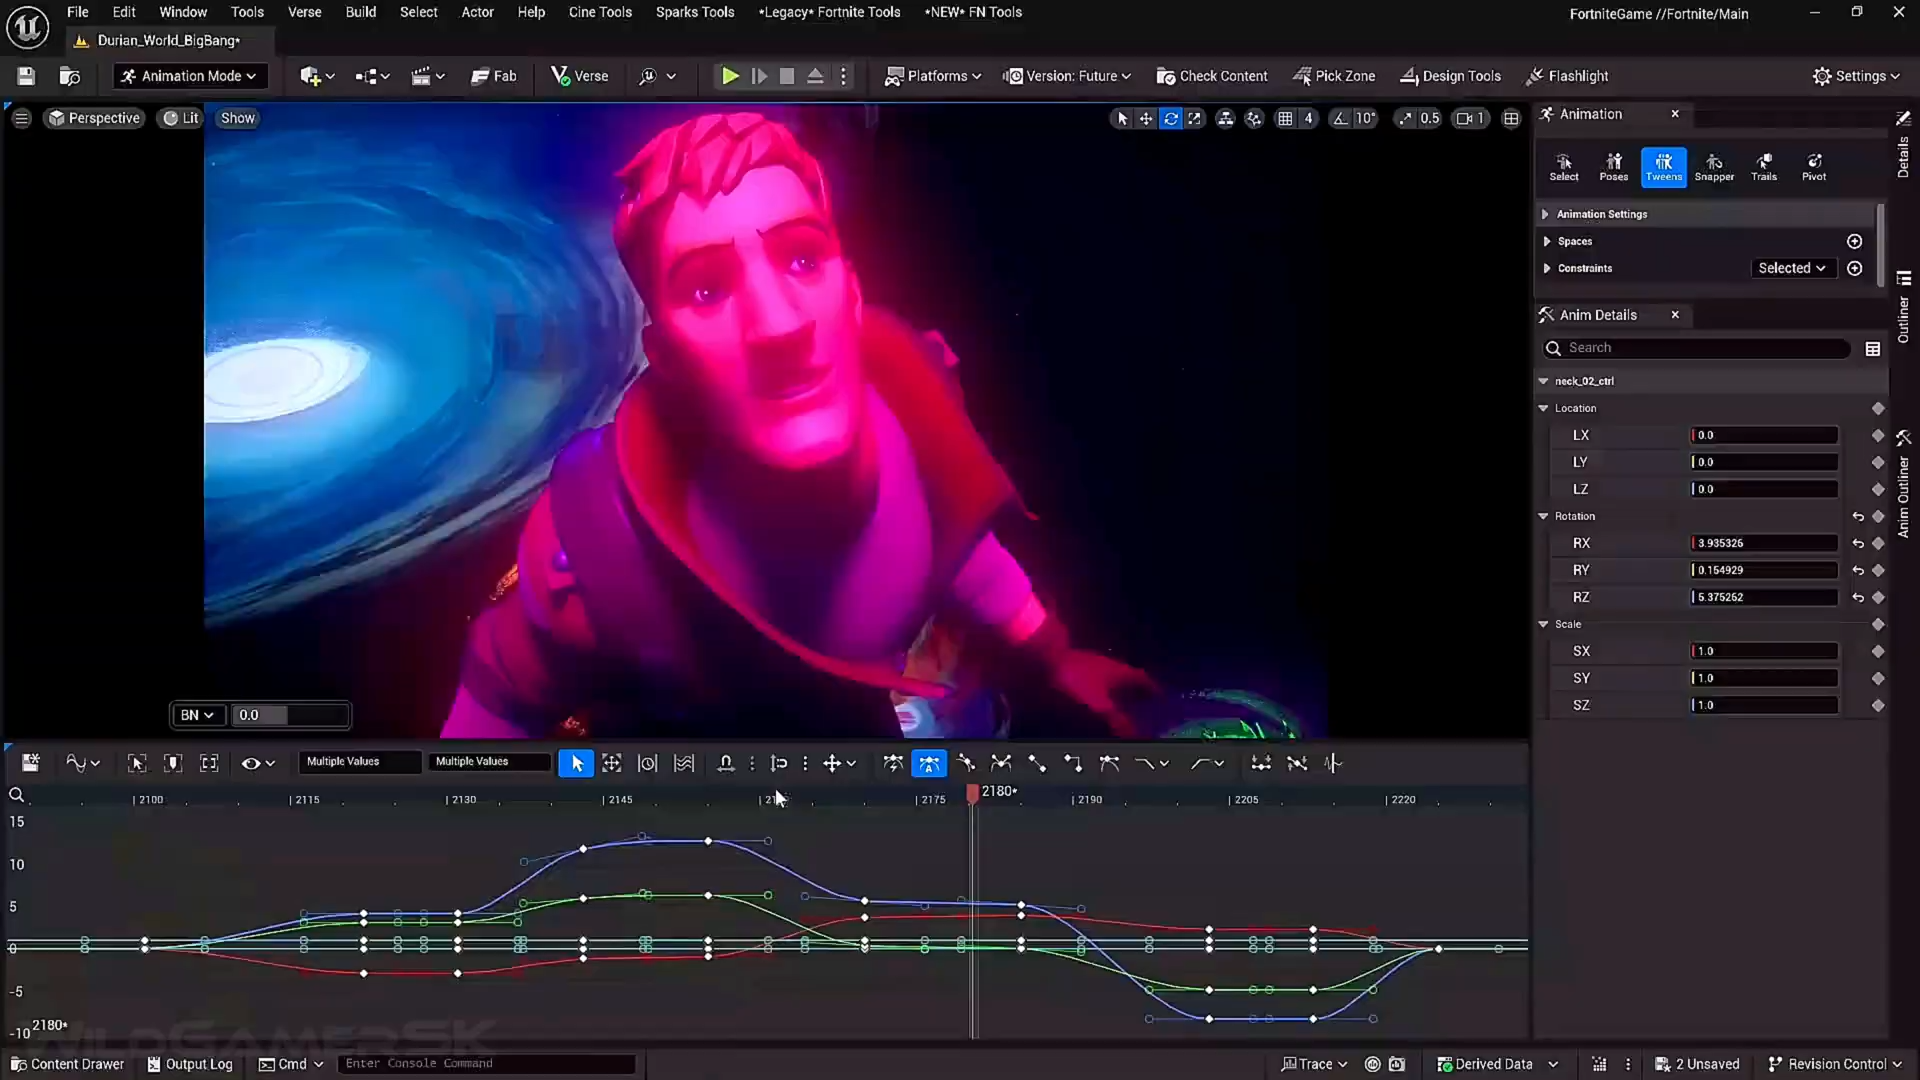 File Edit Window Tools Verse Build Select Actor Help Cine Tools Sparks Tools *Legacy* Fortnite Tools *NEW* FN Tools
FortniteGame //Fortnite/Main
Durian_World_BigBang*
Animation Mode Fab Verse Platforms Version: Future Check Content Pick Zone Design Tools Flashlight Settings
Perspective Lit Show 4 10° 0.5 1
Animation
Select Poses Tweens Snapper Trails Pivot
Animation Settings
Spaces
Constraints Selected
Anim Details
Search
neck_02_ctrl
Location
LX 0.0
LY 0.0
LZ 0.0
Rotation
RX 3.935326
RY 0.154929
RZ 5.375252
Scale
SX 1.0
SY 1.0
SZ 1.0
Details
Outliner
Anim Outliner
BN 0.0
Multiple Values Multiple Values
2100 2115 2130 2145 2175 2180* 2190 2205 2220
15
10
5
0
-5
-10
2180*
WILDGAMERSK
Content Drawer Output Log Cmd Enter Console Command Trace Derived Data 2 Unsaved Revision Control